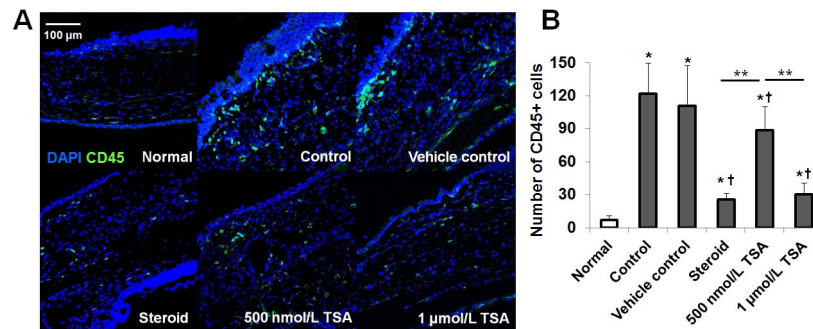 A
100 µm
DAPI CD45
Normal
Control
Vehicle control
Steroid
500 nmol/L TSA
1 µmol/L TSA
B
Number of CD45+ cells
150
120
90
60
30
0
*
*
*†
**
*†
**
*†
Normal
Control
Vehicle control
Steroid
500 nmol/L TSA
1 µmol/L TSA